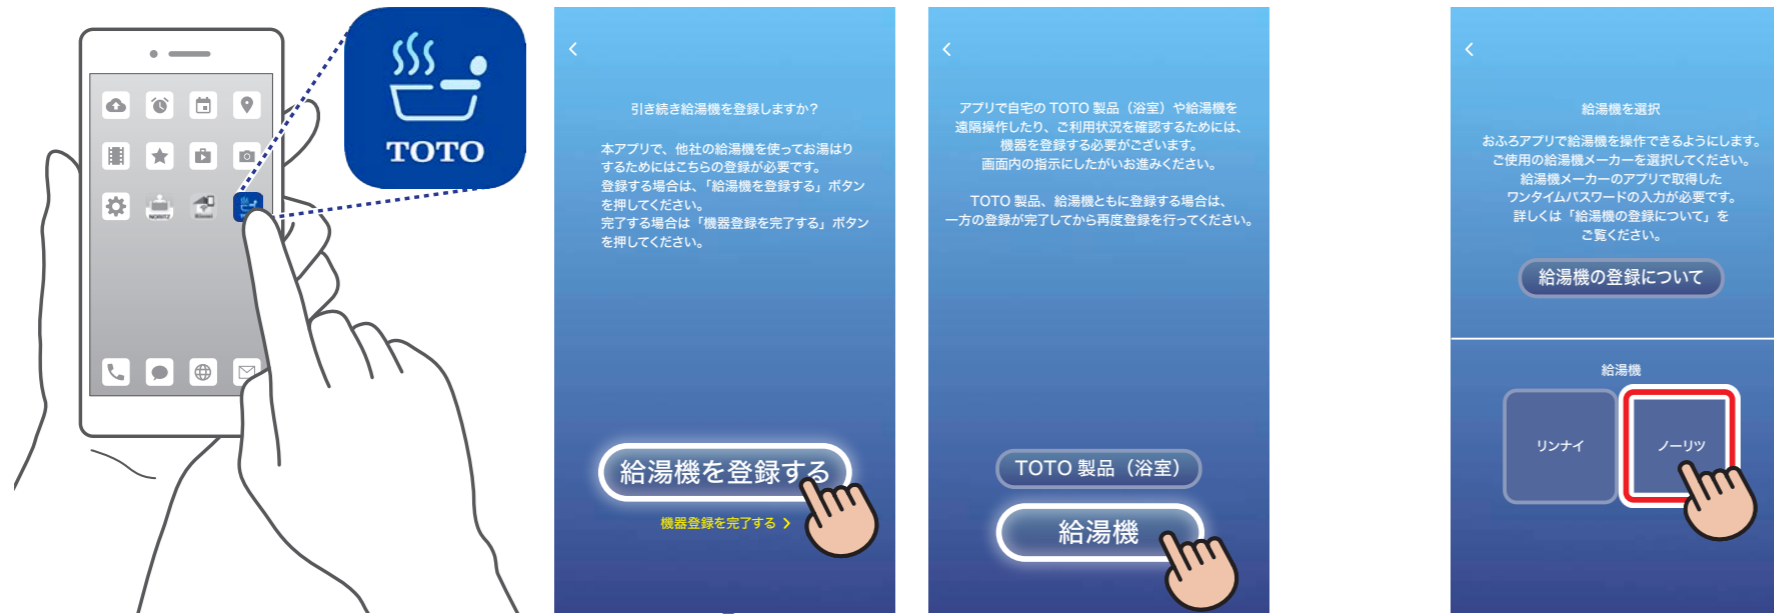 TOTO
NORITZ
引き続き給湯機を登録しますか?
本アプリで、他社の給湯機を使ってお湯はり
するためにはこちらの登録が必要です。
登録する場合は、「給湯機を登録する」ボタン
を押してください。
完了する場合は「機器登録を完了する」ボタン
を押してください。
給湯機を登録する
機器登録を完了する
アプリで自宅の TOTO 製品（浴室）や給湯機を
遠隔操作したり、ご利用状況を確認するためには、
機器を登録する必要がございます。
画面内の指示にしたがいお進みください。
TOTO 製品、給湯機ともに登録する場合は、
一方の登録が完了してから再度登録を行ってください。
TOTO 製品（浴室）
給湯機
給湯機を選択
おふろアプリで給湯機を操作できるようにします。
ご使用の給湯機メーカーを選択してください。
給湯機メーカーのアプリで取得した
ワンタイムパスワードの入力が必要です。
詳しくは「給湯機の登録について」を
ご覧ください。
給湯機の登録について
給湯機
リンナイ
ノーリツ